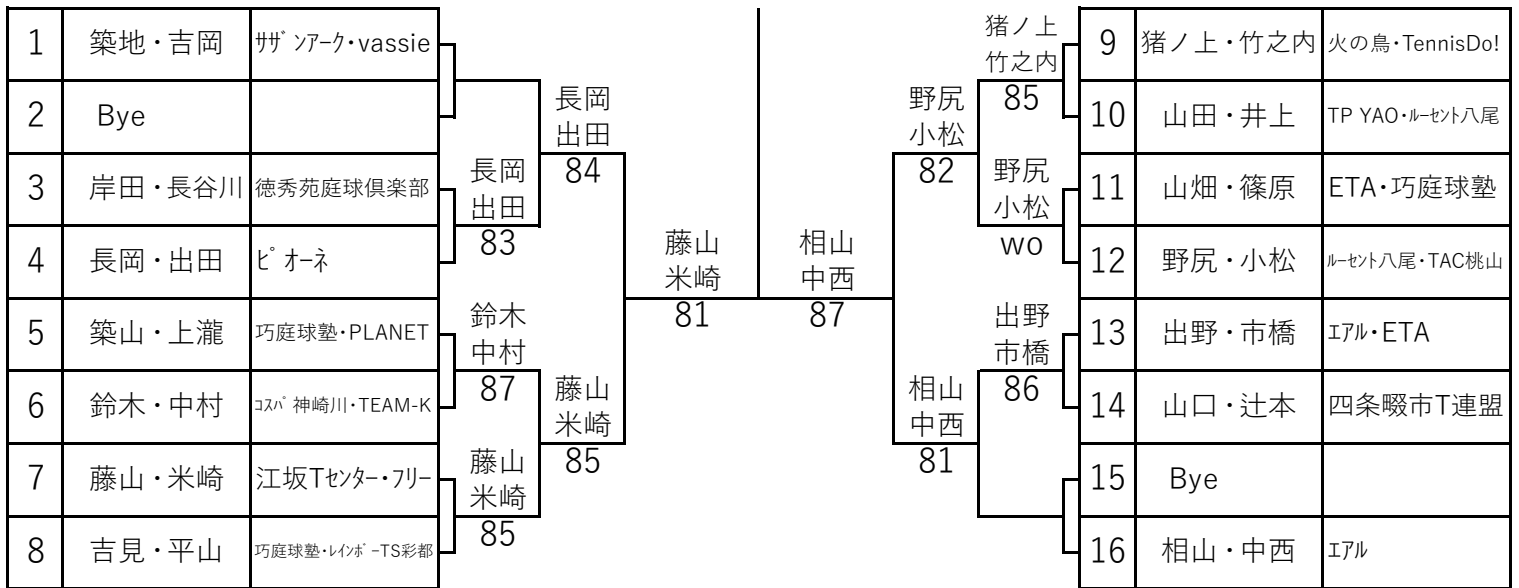 1 築地・吉岡 ｻｻﾞﾝｱｰｸ・vassie
2 Bye
3 岸田・長谷川 徳秀苑庭球倶楽部
4 長岡・出田 ﾋﾟｵｰﾈ
5 築山・上瀧 巧庭球塾・PLANET
6 鈴木・中村 ｺｽﾊﾟ神崎川・TEAM-K
7 藤山・米崎 江坂Tｾﾝﾀｰ・ﾌﾘｰ
8 吉見・平山 巧庭球塾・ﾚｲﾝﾎﾞｰTS彩都
長岡
出田
83
鈴木
中村
87
藤山
米崎
85
長岡
出田
84
藤山
米崎
85
藤山
米崎
81
相山
中西
87
野尻
小松
82
相山
中西
81
猪ノ上
竹之内
85
野尻
小松
wo
出野
市橋
86
9 猪ノ上・竹之内 火の鳥・TennisDo!
10 山田・井上 TP YAO・ﾙｰｾﾝﾄ八尾
11 山畑・篠原 ETA・巧庭球塾
12 野尻・小松 ﾙｰｾﾝﾄ八尾・TAC桃山
13 出野・市橋 ｴｱﾙ・ETA
14 山口・辻本 四条畷市T連盟
15 Bye
16 相山・中西 ｴｱﾙ